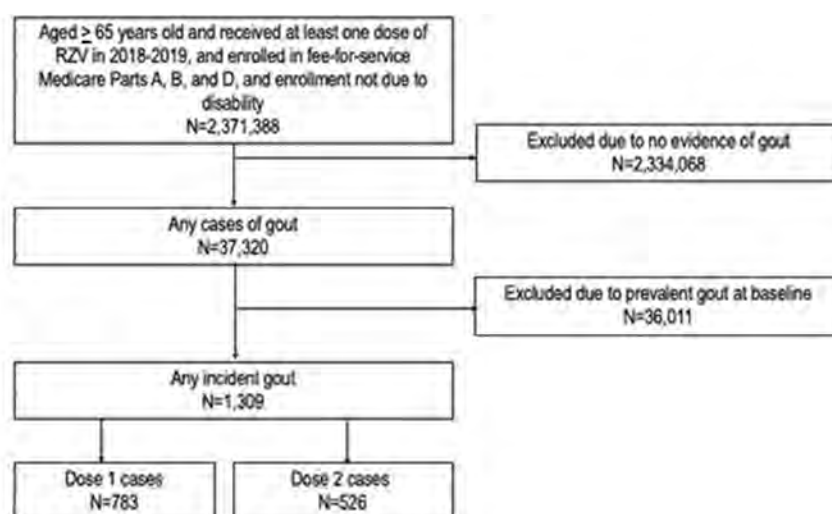 Aged ≥ 65 years old and received at least one dose of
RZV in 2018-2019, and enrolled in fee-for-service
Medicare Parts A, B, and D, and enrollment not due to
disability
N=2,371,388
Excluded due to no evidence of gout
N=2,334,068
Any cases of gout
N=37,320
Excluded due to prevalent gout at baseline
N=36,011
Any incident gout
N=1,309
Dose 1 cases
N=783
Dose 2 cases
N=526